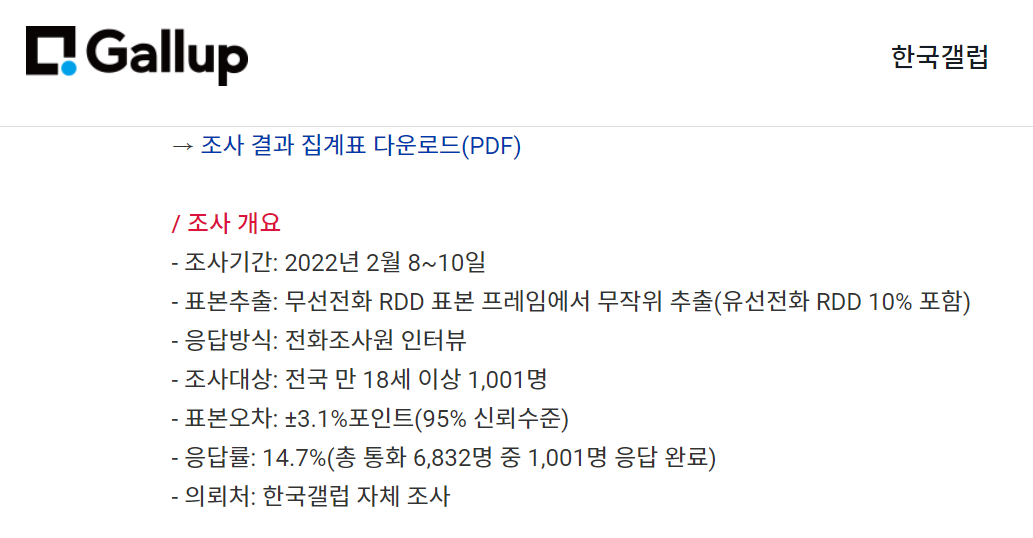 Gallup
한국갤럽
→ 조사 결과 집계표 다운로드(PDF)
/ 조사 개요
- 조사기간: 2022년 2월 8~10일
- 표본추출: 무선전화 RDD 표본 프레임에서 무작위 추출(유선전화 RDD 10% 포함)
- 응답방식: 전화조사원 인터뷰
- 조사대상: 전국 만 18세 이상 1,001명
- 표본오차: ±3.1%포인트(95% 신뢰수준)
- 응답률: 14.7%(총 통화 6,832명 중 1,001명 응답 완료)
- 의뢰처: 한국갤럽 자체 조사